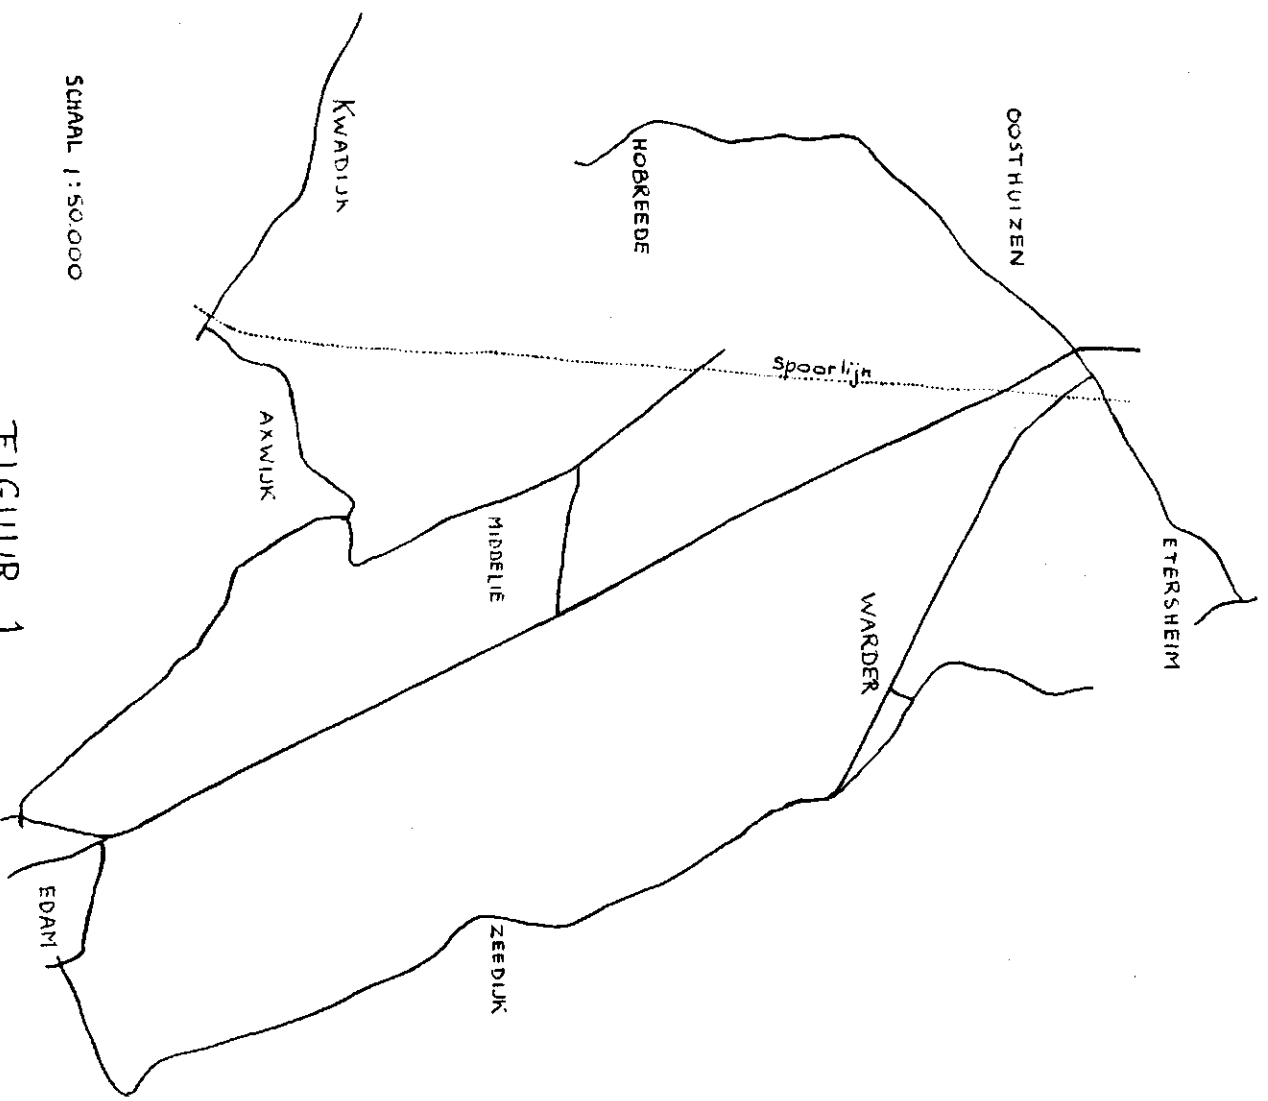 ETERSHEIM
OOSTHUIZEN
WARDER
spoorlijn
HOBREEDE
MIDDELIE
ZEEDIJK
KWADIJK
AXWIJK
SCHAAL 1:50.000
EDAM
FIGUUR 1